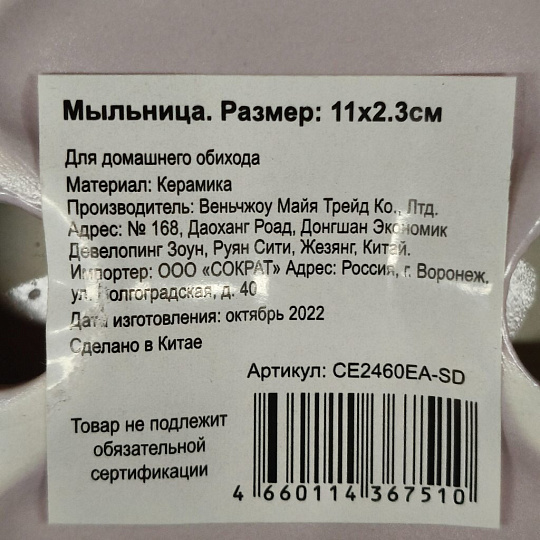 Мыльница. Размер: 11x2.3см
Для домашнего обихода
Материал: Керамика
Производитель: Веньчжоу Майя Трейд Ко., Лтд.
Адрес: № 168, Даоханг Роад, Донгшан Экономик
Девелопинг Зоун, Руян Сити, Жезянг, Китай.
Импортер: ООО «СОКРАТ» Адрес: Россия, г. Воронеж,
ул. Волгоградская, д. 40
Дата изготовления: октябрь 2022
Сделано в Китае
Артикул: CE2460EA-SD
Товар не подлежит
обязательной
сертификации
4 660114 367510